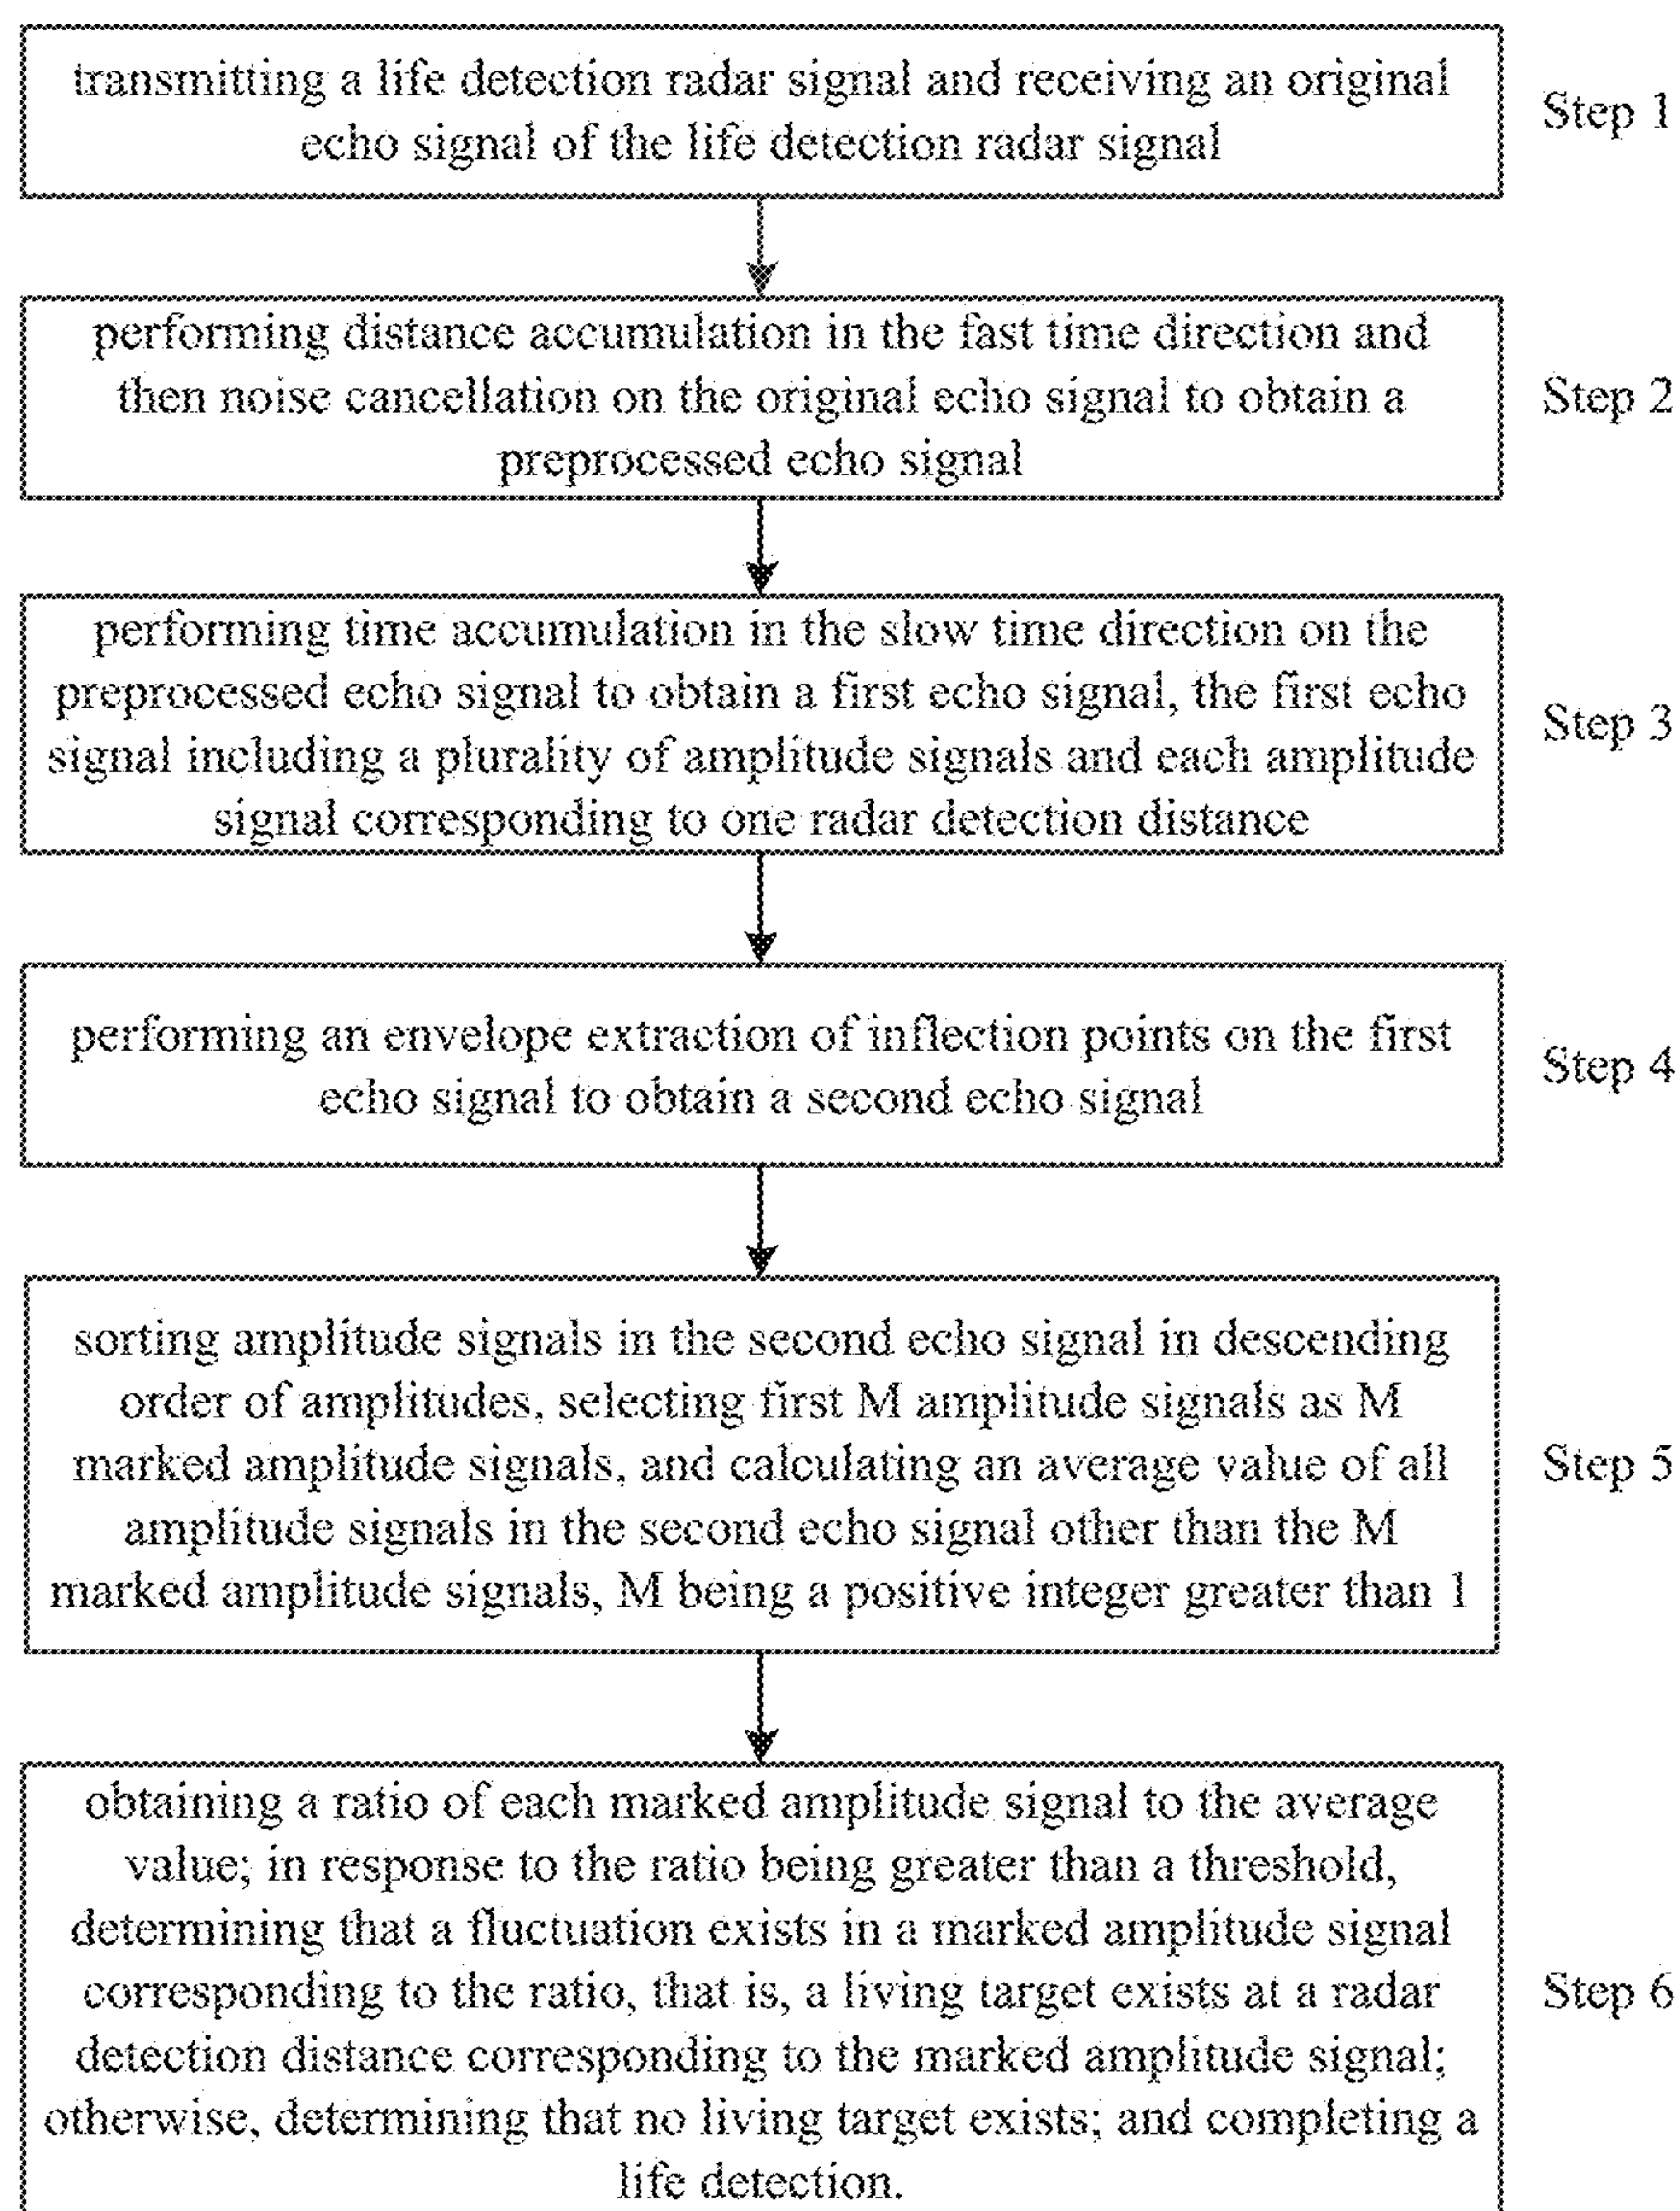 transmitting a life detection radar signal and receiving an original
echo signal of the life detection radar signal
Step 1
performing distance accumulation in the fast time direction and
then noise cancellation on the original echo signal to obtain a
preprocessed echo signal
Step 2
performing time accumulation in the slow time direction on the
preprocessed echo signal to obtain a first echo signal, the first echo
signal including a plurality of amplitude signals and each amplitude
signal corresponding to one radar detection distance
Step 3
performing an envelope extraction of inflection points on the first
echo signal to obtain a second echo signal
Step 4
sorting amplitude signals in the second echo signal in descending
order of amplitudes, selecting first M amplitude signals as M
marked amplitude signals, and calculating an average value of all
amplitude signals in the second echo signal other than the M
marked amplitude signals, M being a positive integer greater than 1
Step 5
obtaining a ratio of each marked amplitude signal to the average
value; in response to the ratio being greater than a threshold,
determining that a fluctuation exists in a marked amplitude signal
corresponding to the ratio, that is, a living target exists at a radar
detection distance corresponding to the marked amplitude signal;
otherwise, determining that no living target exists; and completing a
life detection.
Step 6